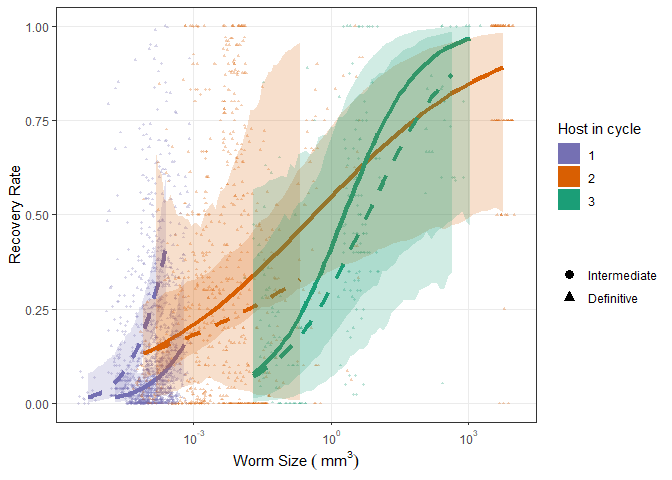 1.00
0.75
0.50
0.25
0.00
Recovery Rate
10⁻³
10⁰
10³
Worm Size ( mm³)
Host in cycle
1
2
3
Intermediate
Definitive